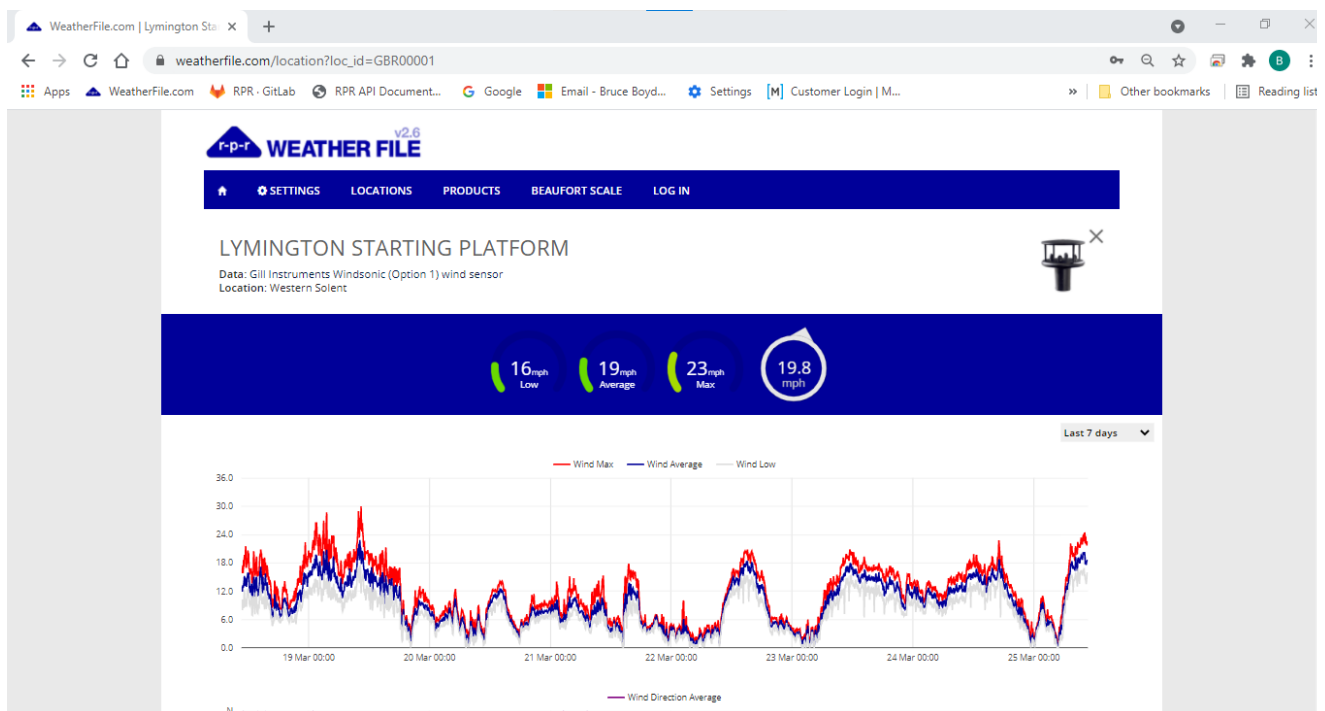 WeatherFile.com | Lymington Sta
weatherfile.com/location?loc_id=GBR00001
B
Apps WeatherFile.com RPR · GitLab RPR API Document... Google Email - Bruce Boyd... Settings [M] Customer Login | M... » Other bookmarks Reading list
r-p-r WEATHER FILE v2.6
SETTINGS LOCATIONS PRODUCTS BEAUFORT SCALE LOG IN
LYMINGTON STARTING PLATFORM
Data: Gill Instruments Windsonic (Option 1) wind sensor
Location: Western Solent
16mph Low
19mph Average
23mph Max
19.8 mph
Last 7 days
Wind Max Wind Average Wind Low
36.0
30.0
24.0
18.0
12.0
6.0
0.0
19 Mar 00:00 20 Mar 00:00 21 Mar 00:00 22 Mar 00:00 23 Mar 00:00 24 Mar 00:00 25 Mar 00:00
Wind Direction Average
N